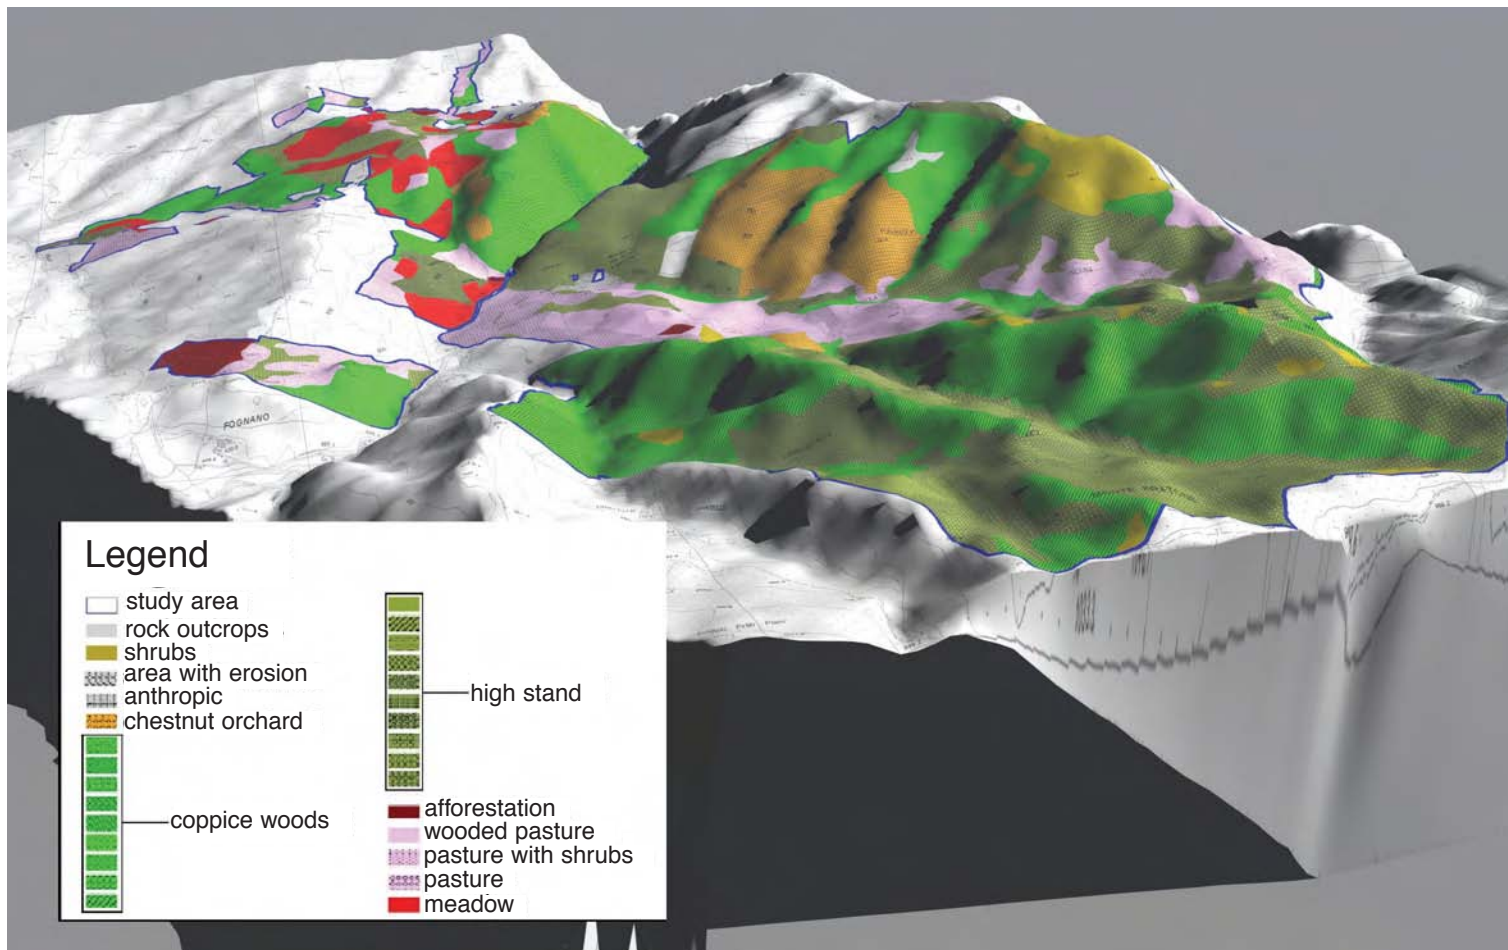 FOGNANO
Legend
study area
rock outcrops
shrubs
area with erosion
anthropic
chestnut orchard
coppice woods
high stand
afforestation
wooded pasture
pasture with shrubs
pasture
meadow